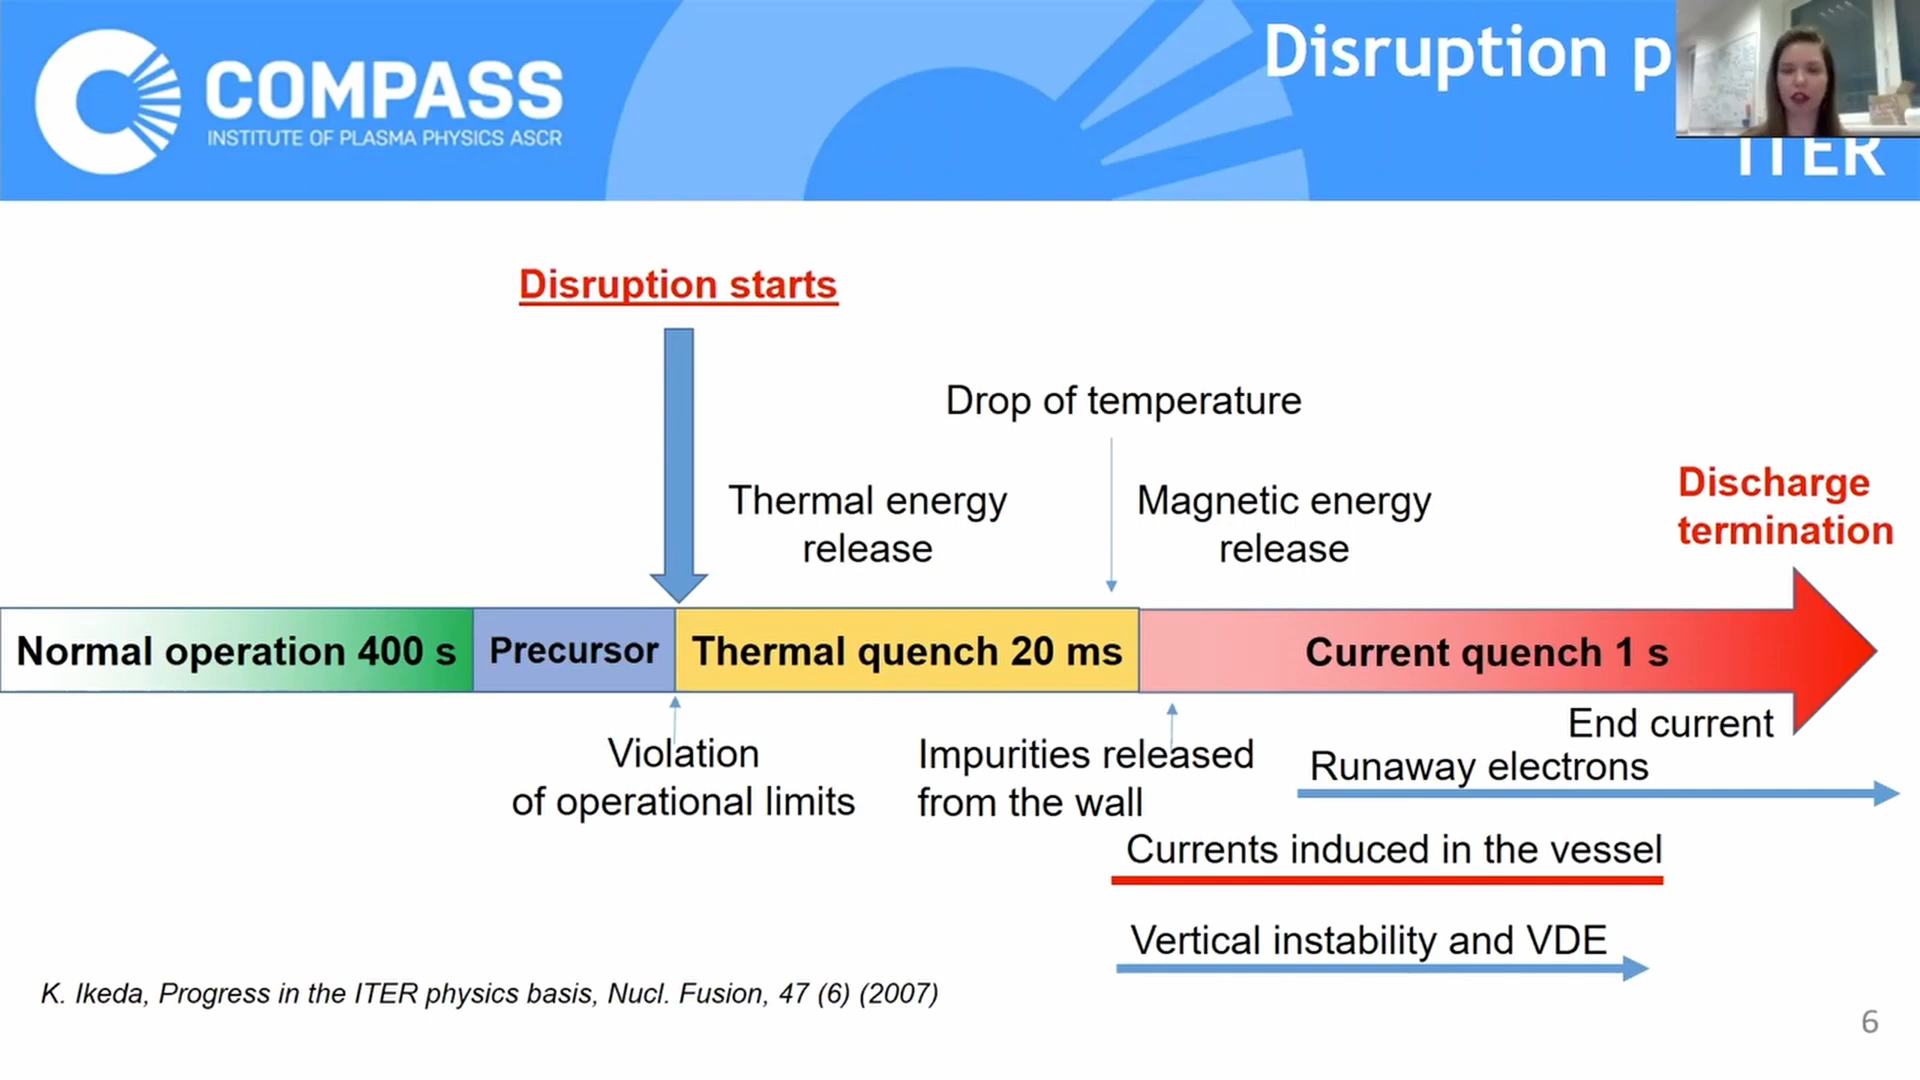 COMPASS
INSTITUTE OF PLASMA PHYSICS ASCR
Disruption p
ITER
Disruption starts
Drop of temperature
Thermal energy
release
Magnetic energy
release
Discharge
termination
Normal operation 400 s
Precursor
Thermal quench 20 ms
Current quench 1 s
End current
Violation
of operational limits
Impurities released
from the wall
Runaway electrons
Currents induced in the vessel
Vertical instability and VDE
K. Ikeda, Progress in the ITER physics basis, Nucl. Fusion, 47 (6) (2007)
6